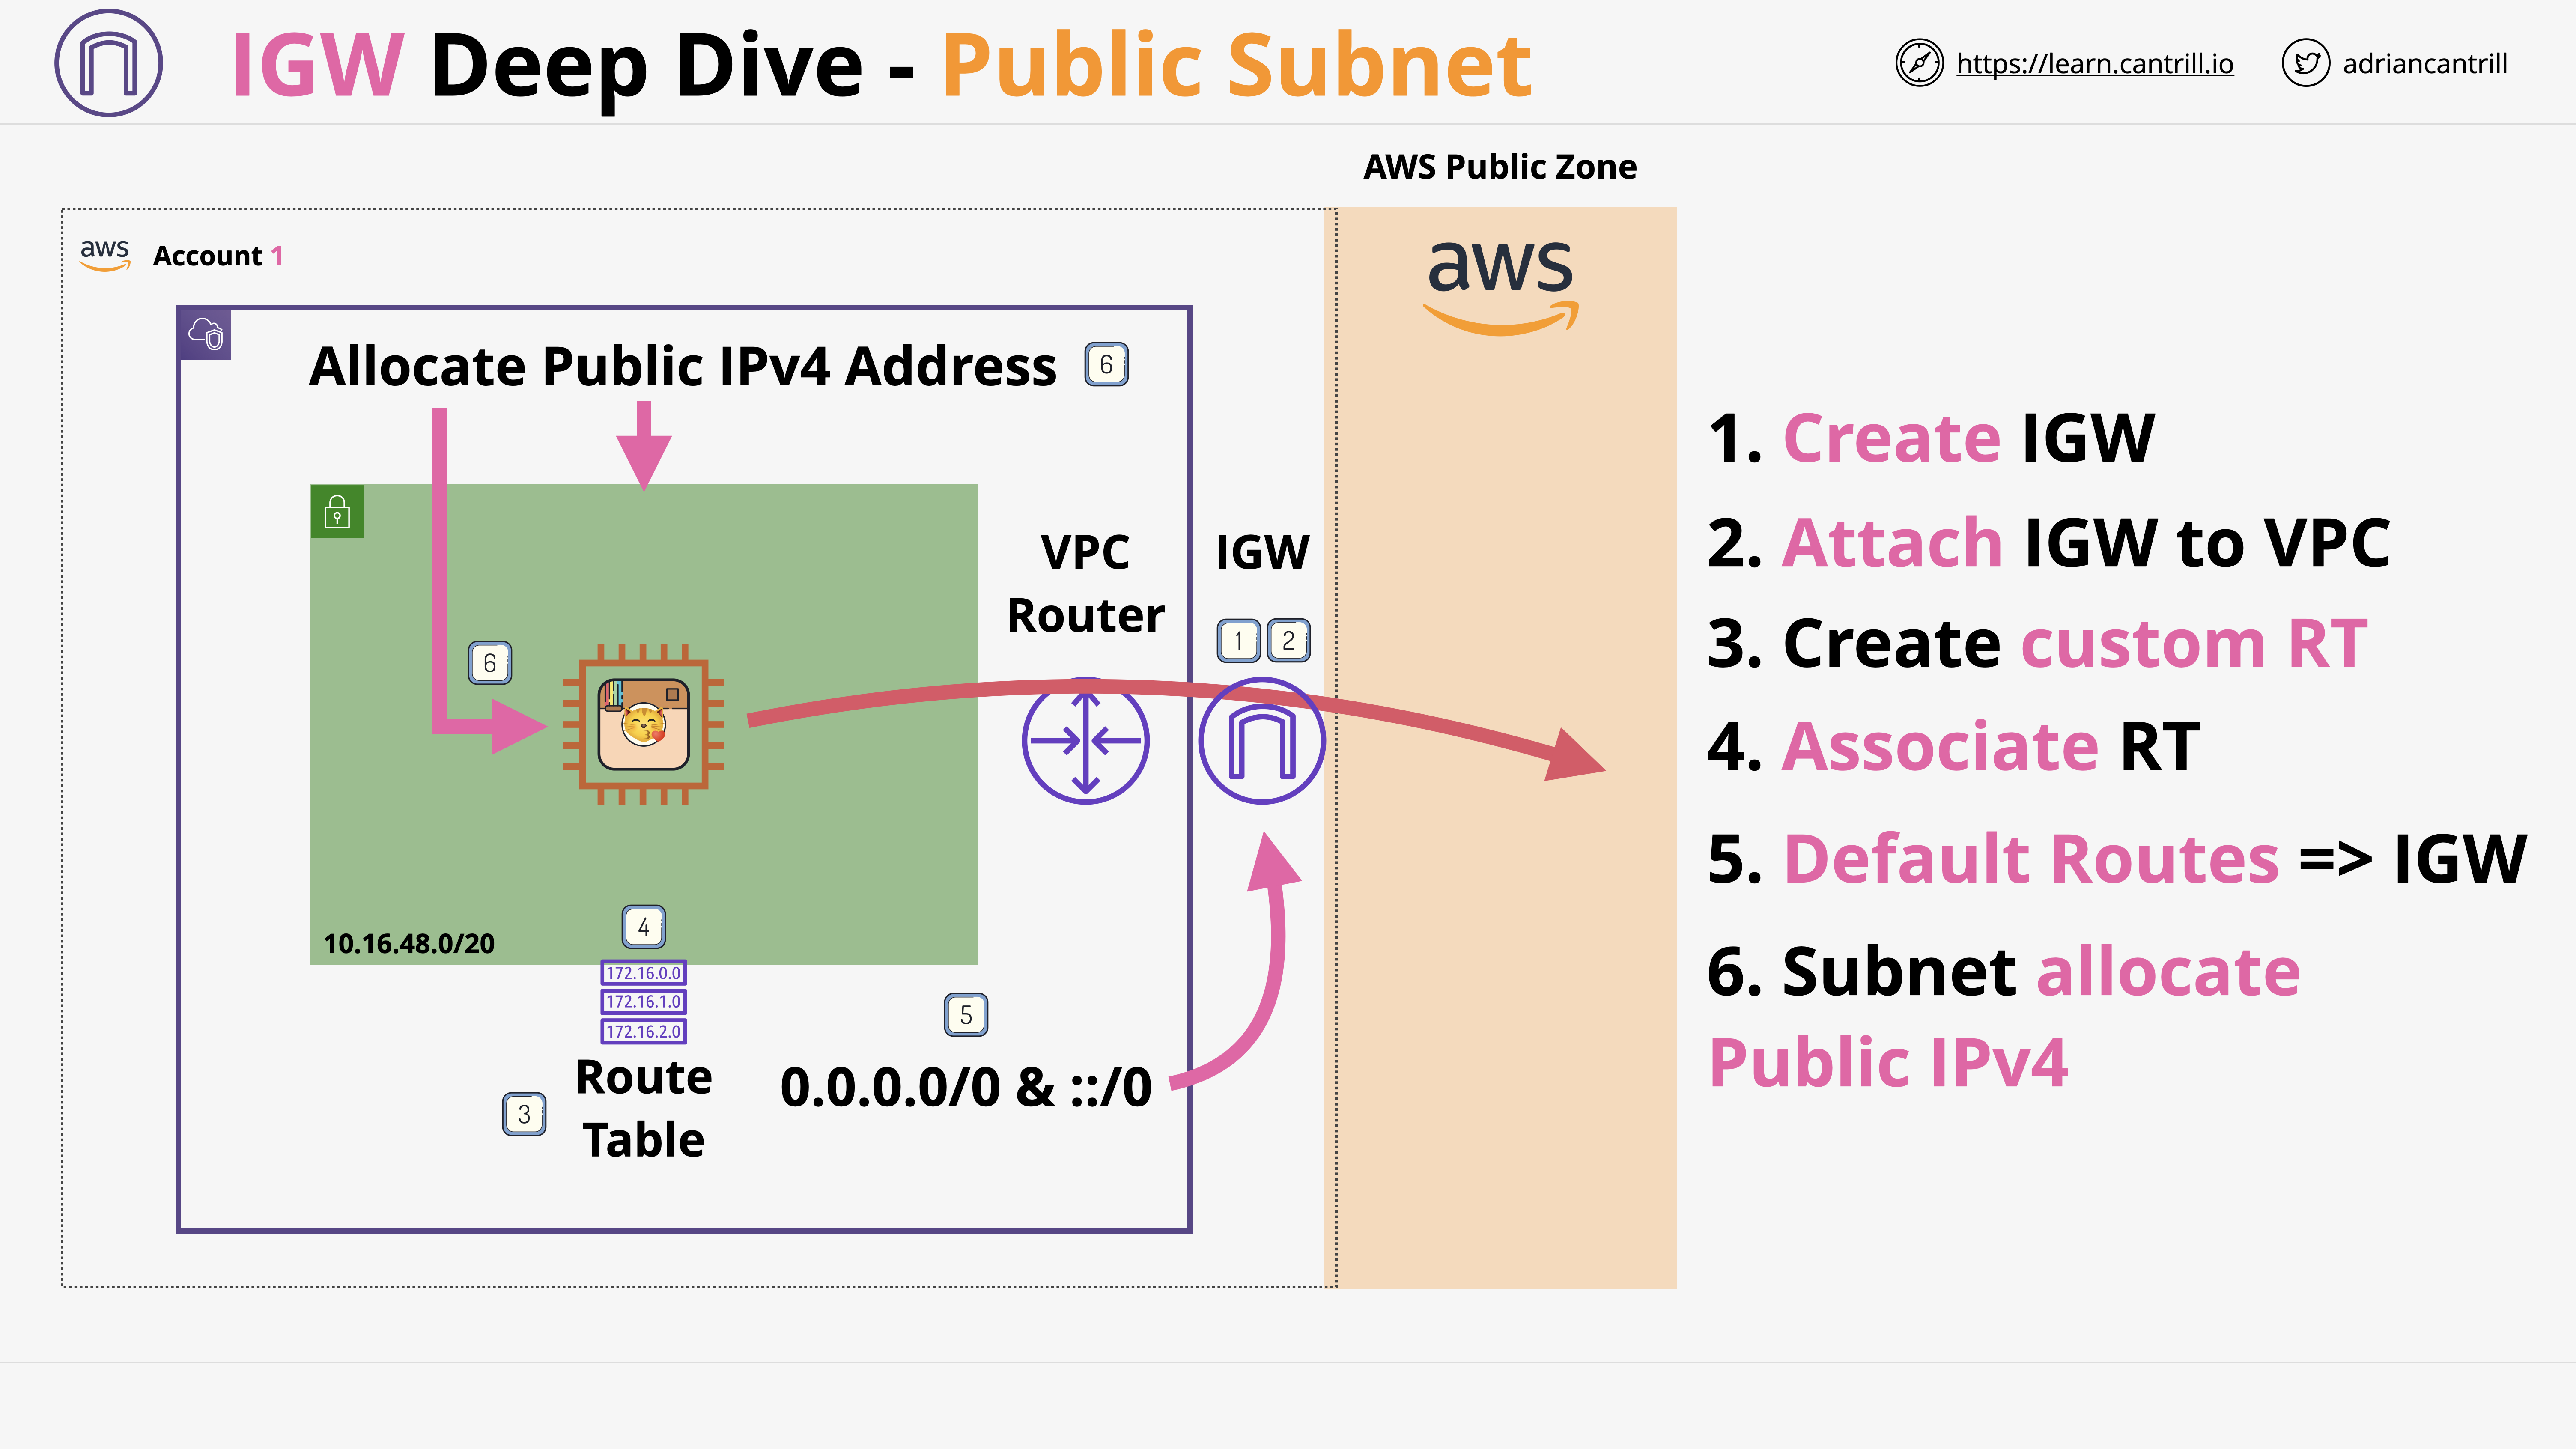 IGW Deep Dive - Public Subnet
https://learn.cantrill.io
adriancantrill
AWS Public Zone
aws
Account 1
aws
Allocate Public IPv4 Address
6
VPC
Router
IGW
1
2
6
4
10.16.48.0/20
172.16.0.0
172.16.1.0
172.16.2.0
Route
Table
3
5
0.0.0.0/0 & ::/0
1. Create IGW
2. Attach IGW to VPC
3. Create custom RT
4. Associate RT
5. Default Routes => IGW
6. Subnet allocate
Public IPv4